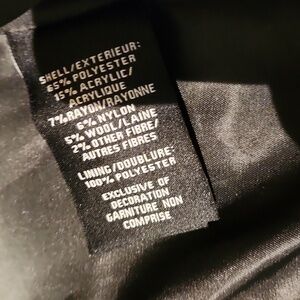 SHELL/EXTERIEUR:
65% POLYESTER
15% ACRYLIC/
ACRYLIQUE
7%RAYON/RAYONNE
6% NYLON
5% WOOL/LAINE
2% OTHER FIBRE/
AUTRES FIBRES
LINING/DOUBLURE:
100% POLYESTER
EXCLUSIVE OF
DECORATION
GARNITURE NON
COMPRISE